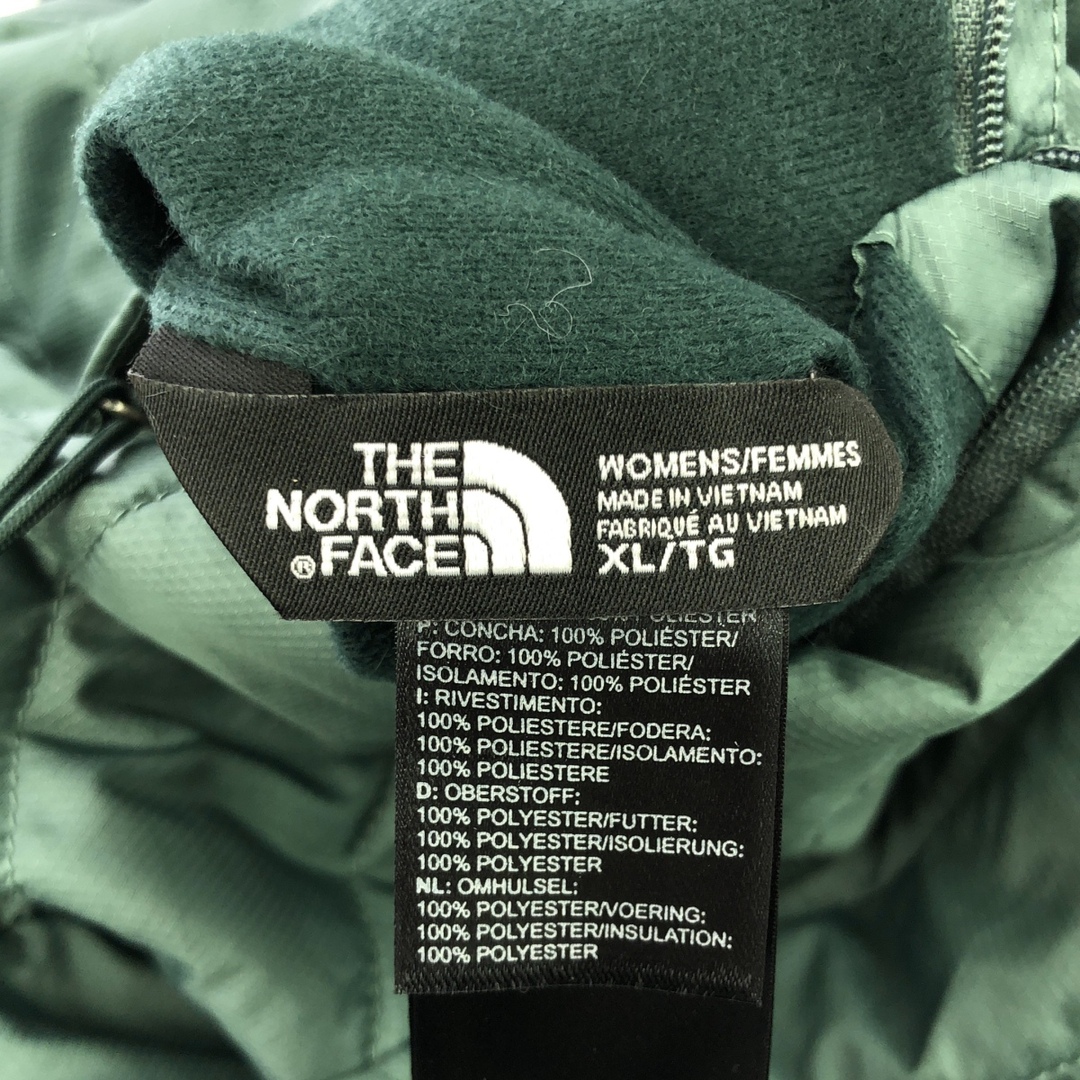 THE
NORTH
® FACE
WOMENS/FEMMES
MADE IN VIETNAM
FABRIQUÉ AU VIETNAM
XL/TG
POLIESTER
P: CONCHA: 100% POLIÉSTER/
FORRO: 100% POLIÉSTER/
ISOLAMENTO: 100% POLIÉSTER
I: RIVESTIMENTO:
100% POLIESTERE/FODERA:
100% POLIESTERE/ISOLAMENTO:
100% POLIESTERE
D: OBERSTOFF:
100% POLYESTER/FUTTER:
100% POLYESTER/ISOLIERUNG:
100% POLYESTER
NL: OMHULSEL:
100% POLYESTER/VOERING:
100% POLYESTER/INSULATION:
100% POLYESTER